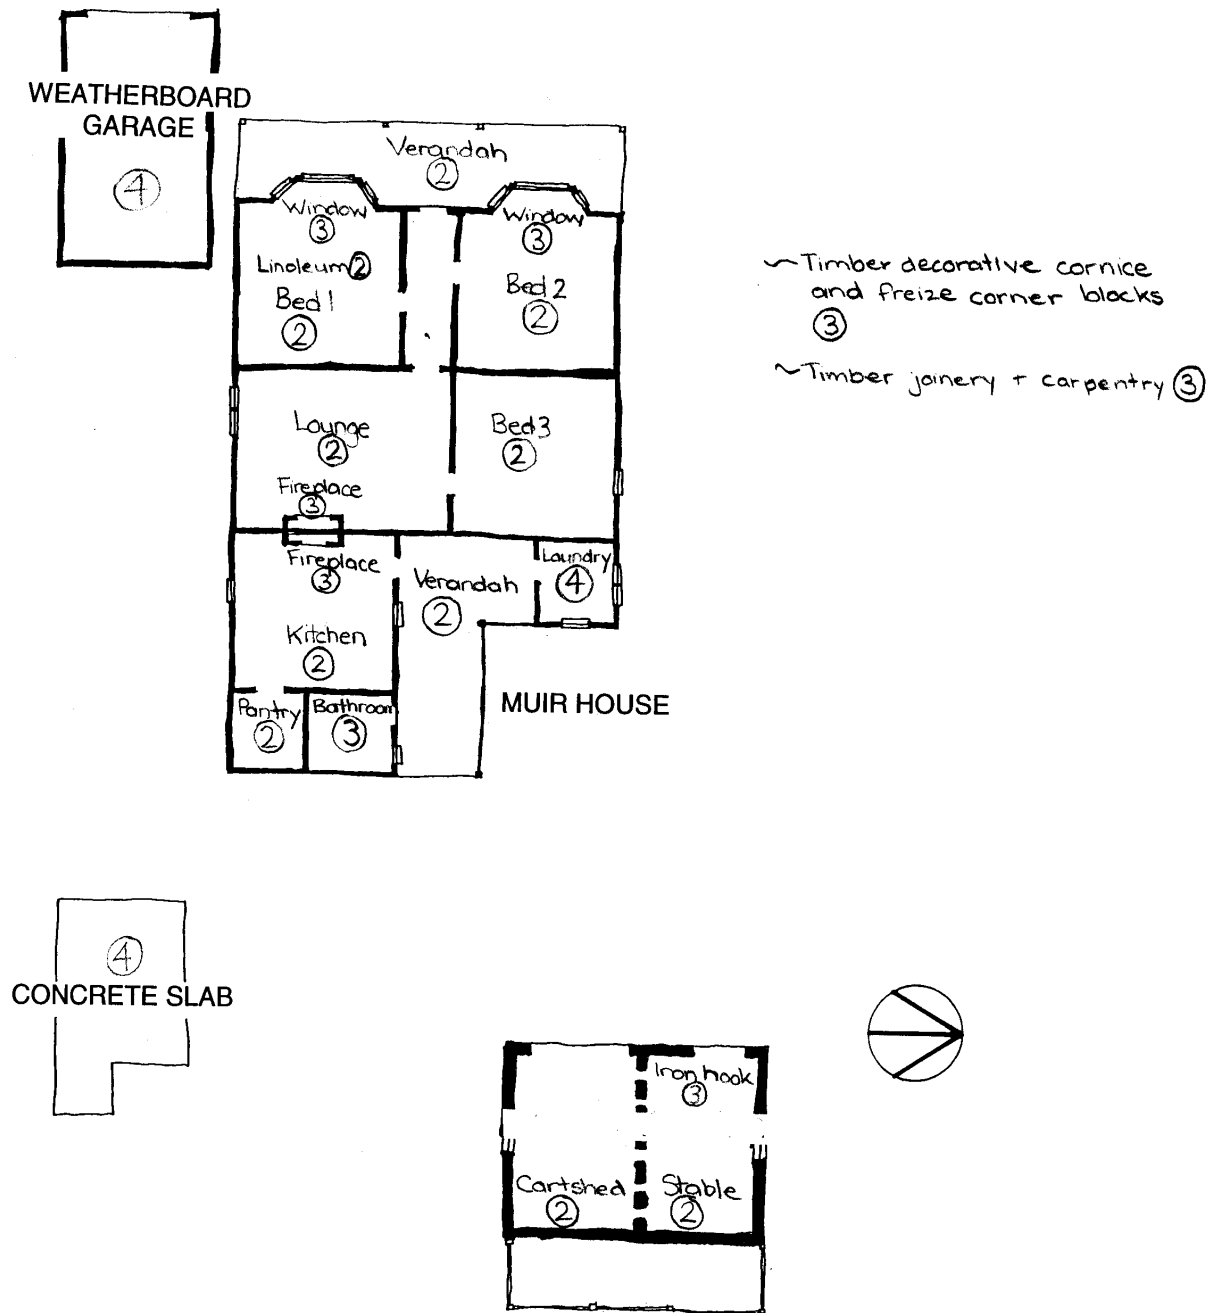 WEATHERBOARD
GARAGE
4
Verandah
2
Window
3
Window
3
Linoleum 2
Bed 1
2
Bed 2
2
~Timber decorative cornice
and freize corner blocks
3
~Timber joinery + carpentry 3
Lounge
2
Bed 3
2
Fireplace
3
Fireplace
3
Verandah
2
Laundry
4
Kitchen
2
Pantry
2
Bathroom
3
MUIR HOUSE
4
CONCRETE SLAB
Iron hook
3
Cartshed
2
Stable
2